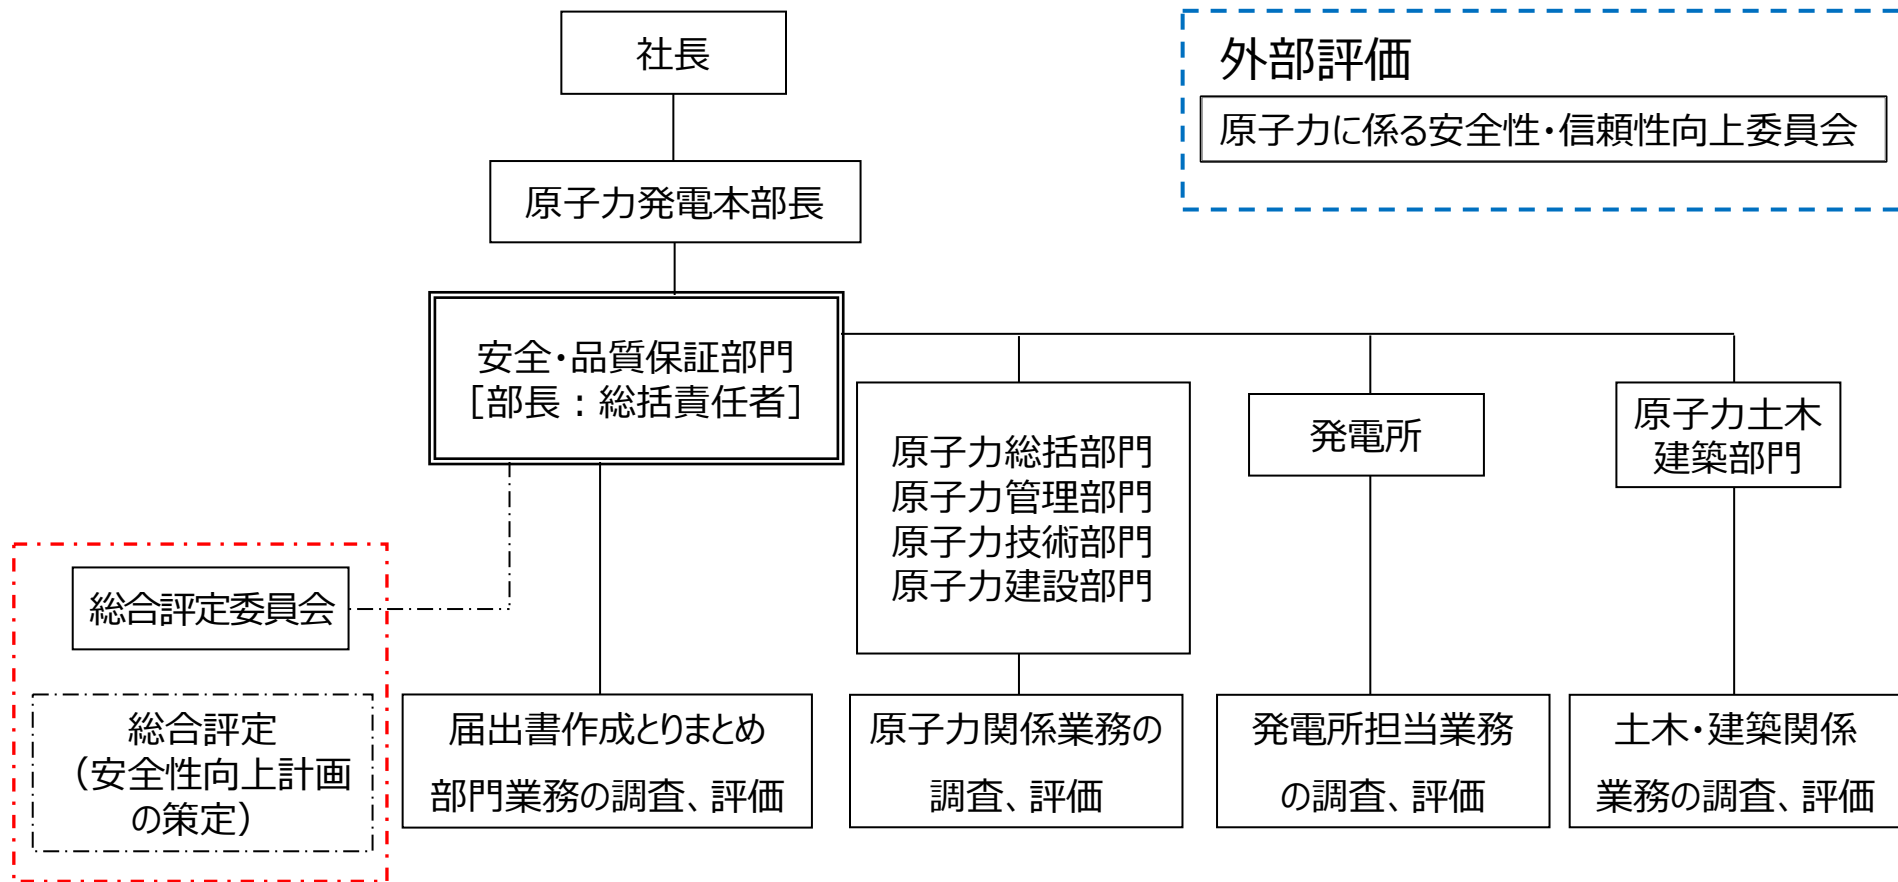 社長
外部評価
原子力に係る安全性・信頼性向上委員会
原子力発電本部長
安全・品質保証部門
［部長：総括責任者］
原子力総括部門
原子力管理部門
原子力技術部門
原子力建設部門
発電所
原子力土木
建築部門
総合評定委員会
総合評定
（安全性向上計画
の策定）
届出書作成とりまとめ
部門業務の調査、評価
原子力関係業務の
調査、評価
発電所担当業務
の調査、評価
土木・建築関係
業務の調査、評価